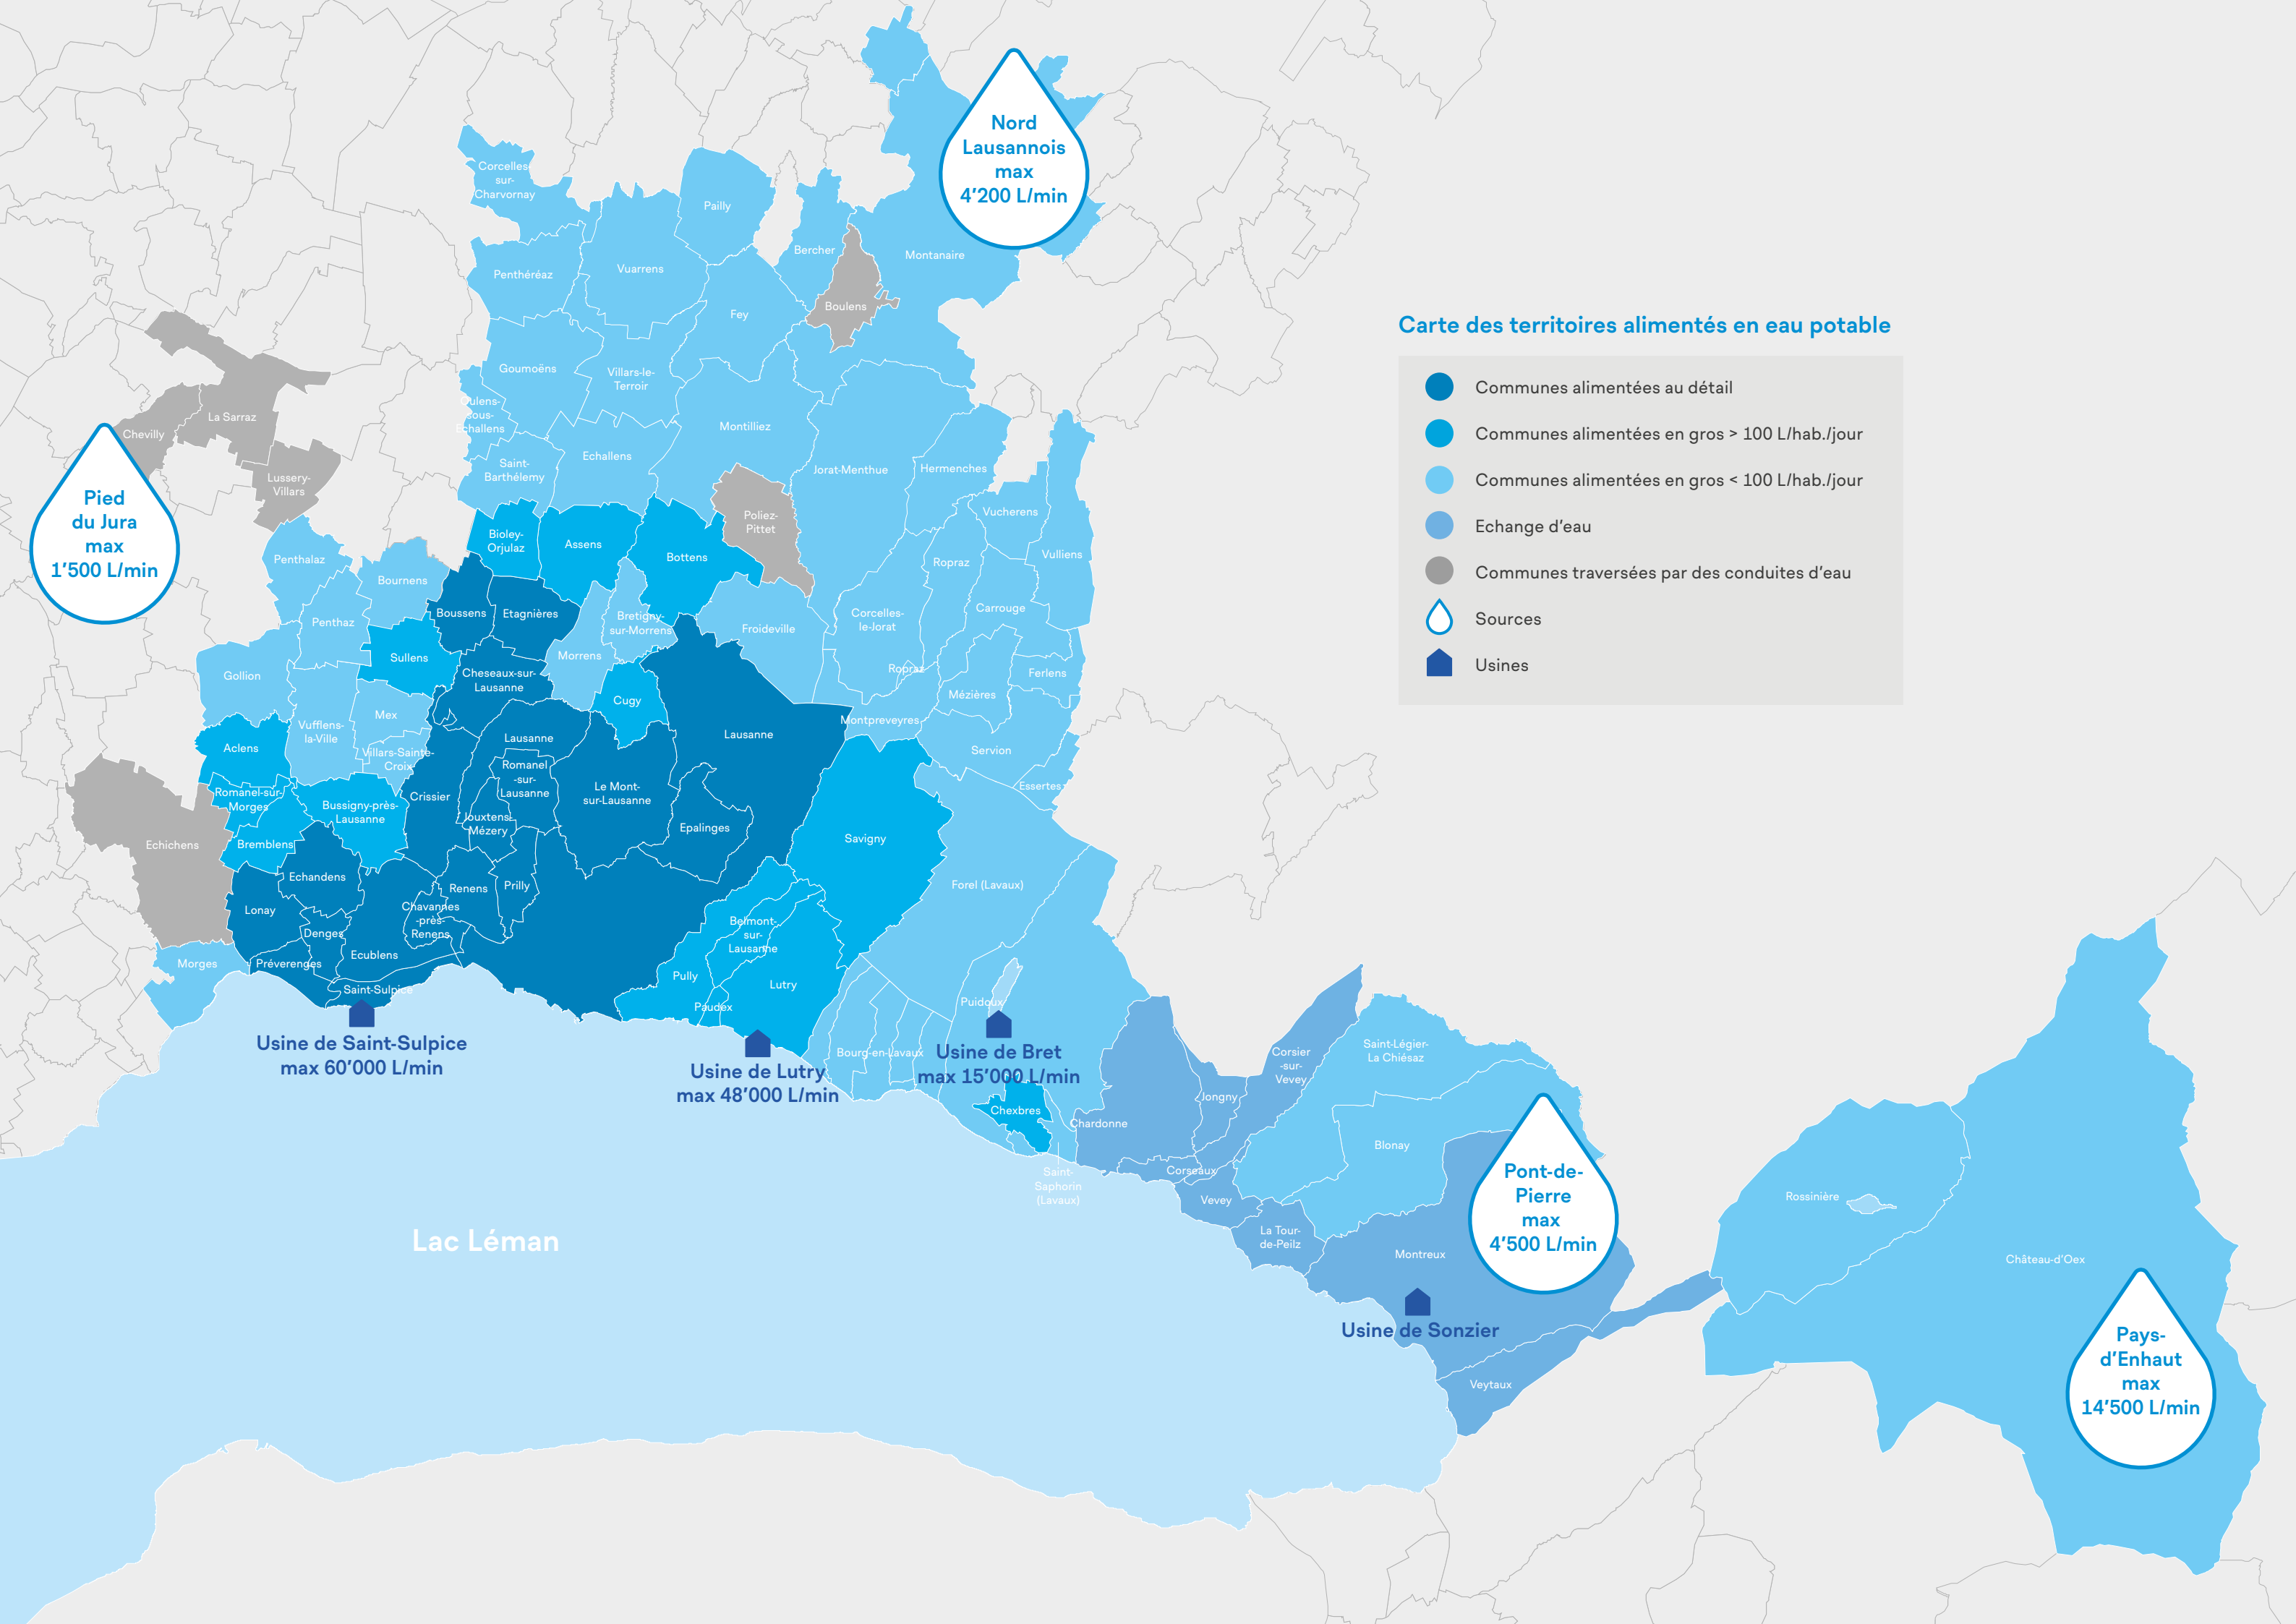 Nord
Lausannois
max
4'200 L/min
Corcelles-
sur-
Charvornay
Pailly
Bercher
Montanaire
Penthéréaz
Vuarrens
Boulens
Fey
Carte des territoires alimentés en eau potable
Communes alimentées au détail
Communes alimentées en gros > 100 L/hab./jour
Communes alimentées en gros < 100 L/hab./jour
Echange d'eau
Communes traversées par des conduites d'eau
Sources
Usines
Goumoëns
Villars-le-
Terroir
Oulens-
sous-
Echallens
La Sarraz
Chevilly
Montilliez
Echallens
Saint-
Barthélemy
Jorat-Menthue
Hermenches
Lussery-
Villars
Pied
du Jura
max
1'500 L/min
Poliez-
Pittet
Vucherens
Bioley-
Orjulaz
Assens
Bottens
Vulliens
Penthalaz
Bournens
Ropraz
Boussens
Etagnières
Bretigny-
sur-Morrens
Froideville
Corcelles-
le-Jorat
Carrouge
Penthaz
Sullens
Morrens
Ropraz
Ferlens
Gollion
Cheseaux-sur-
Lausanne
Cugy
Mézières
Mex
Vufflens-
la-Ville
Montpreveyres
Lausanne
Lausanne
Aclens
Villars-Sainte-
Croix
Servion
Romanel
-sur-
Lausanne
Le Mont-
sur-Lausanne
Essertes
Romanel-sur-
Morges
Bussigny-près-
Lausanne
Crissier
Jouxtens-
Mézery
Epalinges
Savigny
Echichens
Bremblens
Echandens
Renens
Prilly
Forel (Lavaux)
Lonay
Chavannes
-près-
Renens
Denges
Belmont-
sur-
Lausanne
Ecublens
Morges
Préverenges
Pully
Lutry
Saint-Sulpice
Paudex
Puidoux
Usine de Saint-Sulpice
max 60'000 L/min
Usine de Lutry
max 48'000 L/min
Bourg-en-Lavaux
Usine de Bret
max 15'000 L/min
Corsier
-sur-
Vevey
Saint-Légier-
La Chiésaz
Jongny
Chexbres
Chardonne
Blonay
Saint-
Saphorin
(Lavaux)
Corseaux
Vevey
La Tour-
de-Peilz
Pont-de-
Pierre
max
4'500 L/min
Rossinière
Lac Léman
Montreux
Château-d'Oex
Usine de Sonzier
Veytaux
Pays-
d'Enhaut
max
14'500 L/min